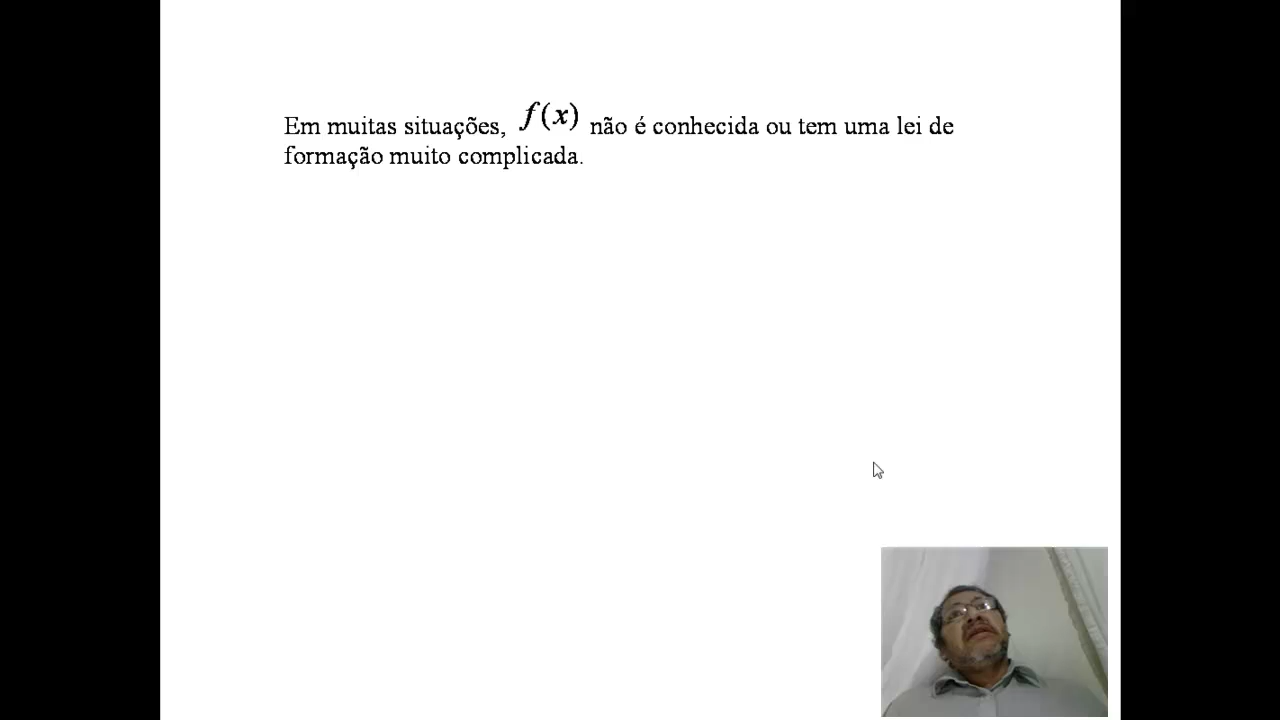 Em muitas situações, f(x) não é conhecida ou tem uma lei de
formação muito complicada.